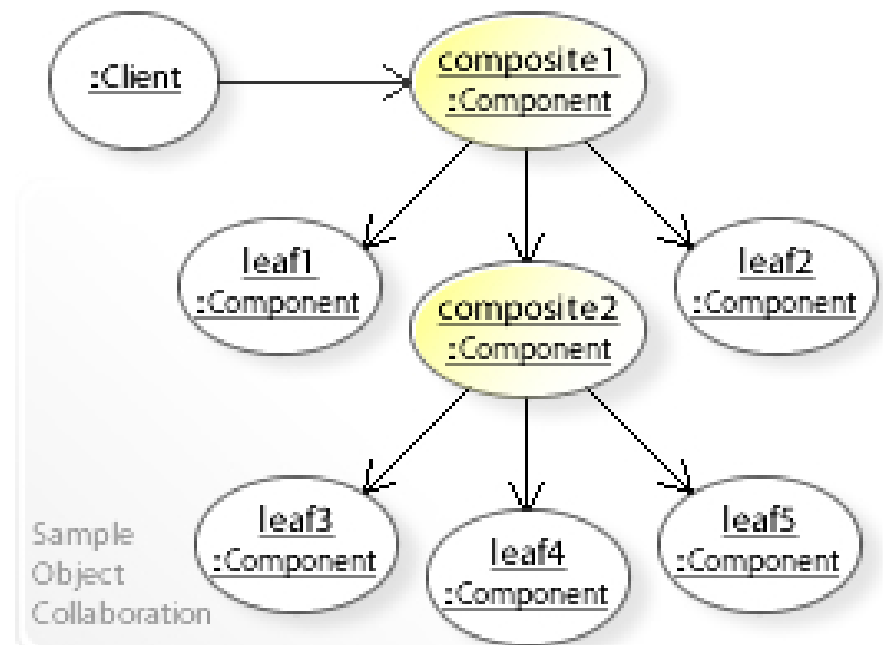 :Client
composite1
:Component
leaf1
:Component
leaf2
:Component
composite2
:Component
leaf3
:Component
leaf4
:Component
leaf5
:Component
Sample
Object
Collaboration